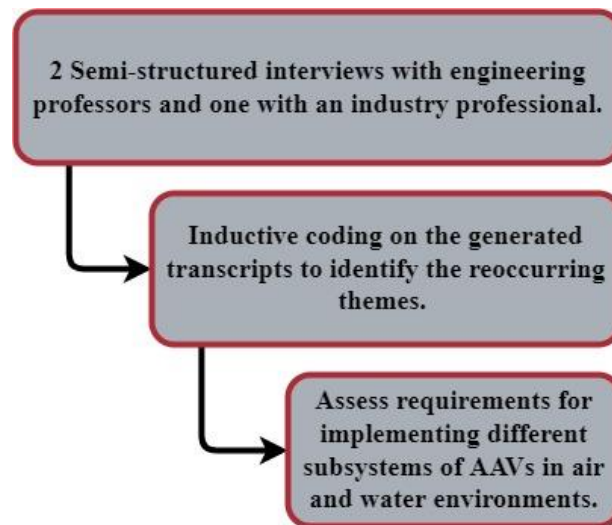 2 Semi-structured interviews with engineering
professors and one with an industry professional.
Inductive coding on the generated
transcripts to identify the reoccurring
themes.
Assess requirements for
implementing different
subsystems of AAVs in air
and water environments.